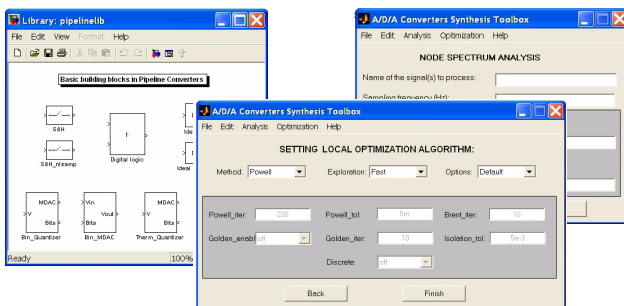 Library: pipelinelib
File Edit View Format Help
Basic building blocks in Pipeline Converters
S&H
S&H_nlsamp
Digital logic
Ideal
Ideal
MDAC
V
Bits
Bin_Quantizer
Vin
Vout
Bits
Bin_MDAC
MDAC
V
Bits
Therm_Quantizer
Ready
100%
A/D/A Converters Synthesis Toolbox
File Edit Analysis Optimization Help
NODE SPECTRUM ANALYSIS
Name of the signal(s) to process:
Sampling frequency (Hz):
A/D/A Converters Synthesis Toolbox
File Edit Analysis Optimization Help
SETTING LOCAL OPTIMIZATION ALGORITHM:
Method: Powell Exploration: Fast Options: Default
Powell_iter: 200 Powell_tol: 5m Brent_iter: 10
Golden_enabl off Golden_iter: 10 Isolation_tol: 5e-3
Discrete: off
Back Finish